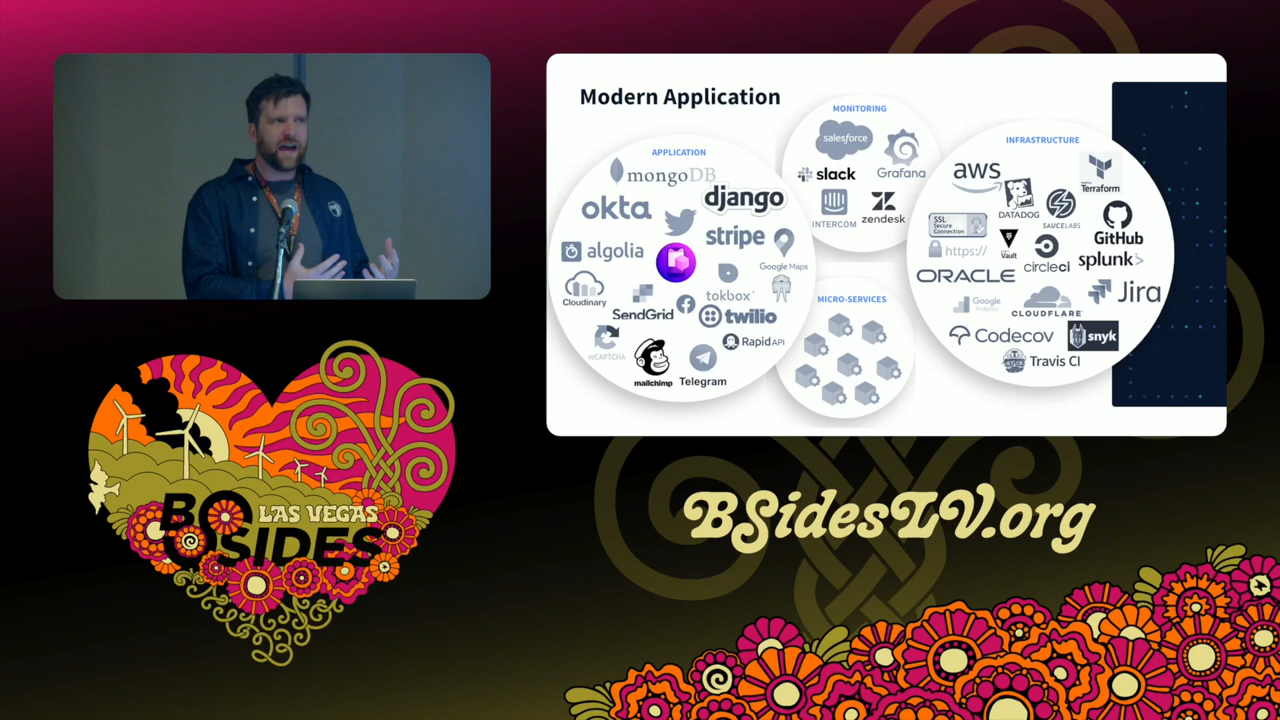 Modern Application
APPLICATION
mongoDB
okta
django
algolia
stripe
Google Maps
Cloudinary
SendGrid
tokbox
twilio
reCAPTCHA
RapidAPI
mailchimp
Telegram
MONITORING
salesforce
slack
Grafana
INTERCOM
zendesk
MICRO-SERVICES
INFRASTRUCTURE
aws
Terraform
DATADOG
SAUCELABS
SSL
Secure
Connection
https://
Vault
circleci
GitHub
splunk>
ORACLE
Google
Analytics
CLOUDFLARE
Jira
Codecov
snyk
Travis CI
LAS VEGAS
BSIDES
BSidesLV.org